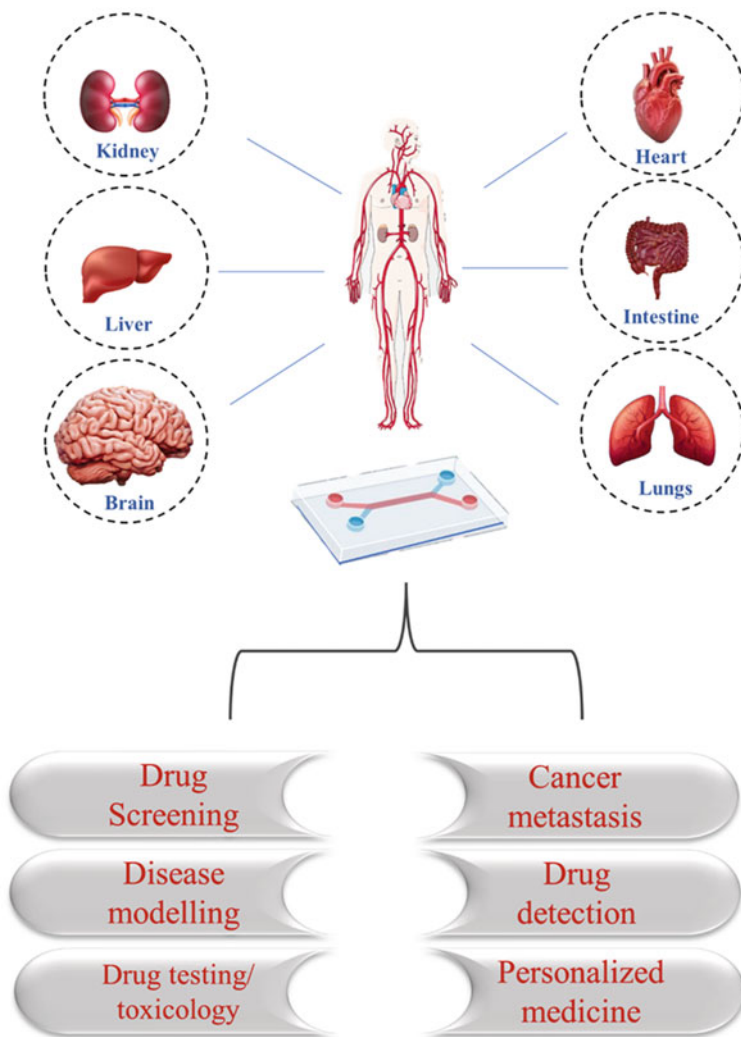 Kidney
Heart
Liver
Intestine
Brain
Lungs
Drug
Screening
Cancer
metastasis
Disease
modelling
Drug
detection
Drug testing/
toxicology
Personalized
medicine